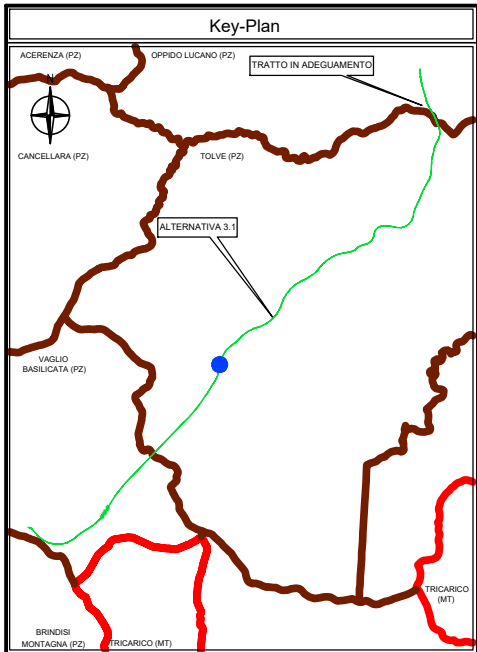 Key-Plan
ACERENZA (PZ)
OPPIDO LUCANO (PZ)
TRATTO IN ADEGUAMENTO
N
CANCELLARA (PZ)
TOLVE (PZ)
ALTERNATIVA 3.1
VAGLIO
BASILICATA (PZ)
TRICARICO
(MT)
BRINDISI
MONTAGNA (PZ)
TRICARICO (MT)